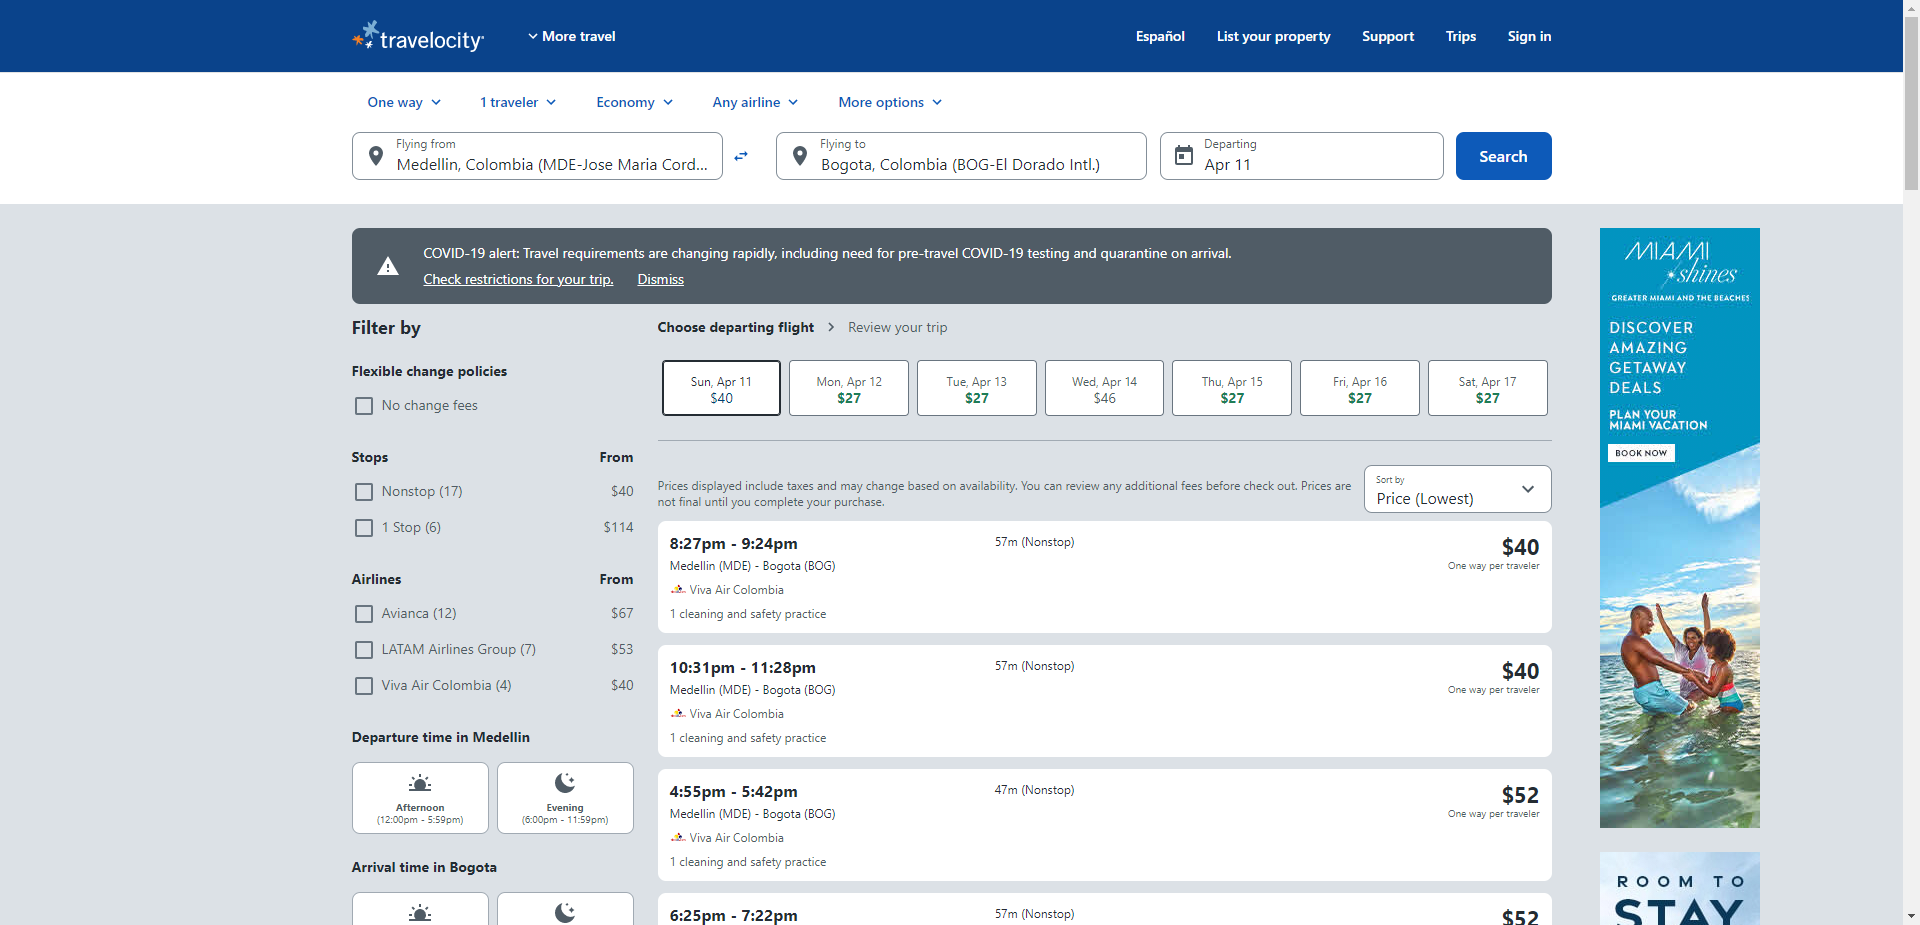 travelocity
More travel
Español
List your property
Support
Trips
Sign in
One way
1 traveler
Economy
Any airline
More options
Flying from
Medellin, Colombia (MDE-Jose Maria Cord...
Flying to
Bogota, Colombia (BOG-El Dorado Intl.)
Departing
Apr 11
Search
COVID-19 alert: Travel requirements are changing rapidly, including need for pre-travel COVID-19 testing and quarantine on arrival.
Check restrictions for your trip.
Dismiss
Filter by
Flexible change policies
No change fees
Stops
From
Nonstop (17)
$40
1 Stop (6)
$114
Airlines
From
Avianca (12)
$67
LATAM Airlines Group (7)
$53
Viva Air Colombia (4)
$40
Departure time in Medellin
Afternoon
(12:00pm - 5:59pm)
Evening
(6:00pm - 11:59pm)
Arrival time in Bogota
Choose departing flight
Review your trip
Sun, Apr 11
$40
Mon, Apr 12
$27
Tue, Apr 13
$27
Wed, Apr 14
$46
Thu, Apr 15
$27
Fri, Apr 16
$27
Sat, Apr 17
$27
Prices displayed include taxes and may change based on availability. You can review any additional fees before check out. Prices are
not final until you complete your purchase.
Sort by
Price (Lowest)
8:27pm - 9:24pm
57m (Nonstop)
$40
Medellin (MDE) - Bogota (BOG)
One way per traveler
Viva Air Colombia
1 cleaning and safety practice
10:31pm - 11:28pm
57m (Nonstop)
$40
Medellin (MDE) - Bogota (BOG)
One way per traveler
Viva Air Colombia
1 cleaning and safety practice
4:55pm - 5:42pm
47m (Nonstop)
$52
Medellin (MDE) - Bogota (BOG)
One way per traveler
Viva Air Colombia
1 cleaning and safety practice
6:25pm - 7:22pm
57m (Nonstop)
$52
MIAMI
shines
GREATER MIAMI AND THE BEACHES
DISCOVER
AMAZING
GETAWAY
DEALS
PLAN YOUR
MIAMI VACATION
BOOK NOW
ROOM TO
STAY